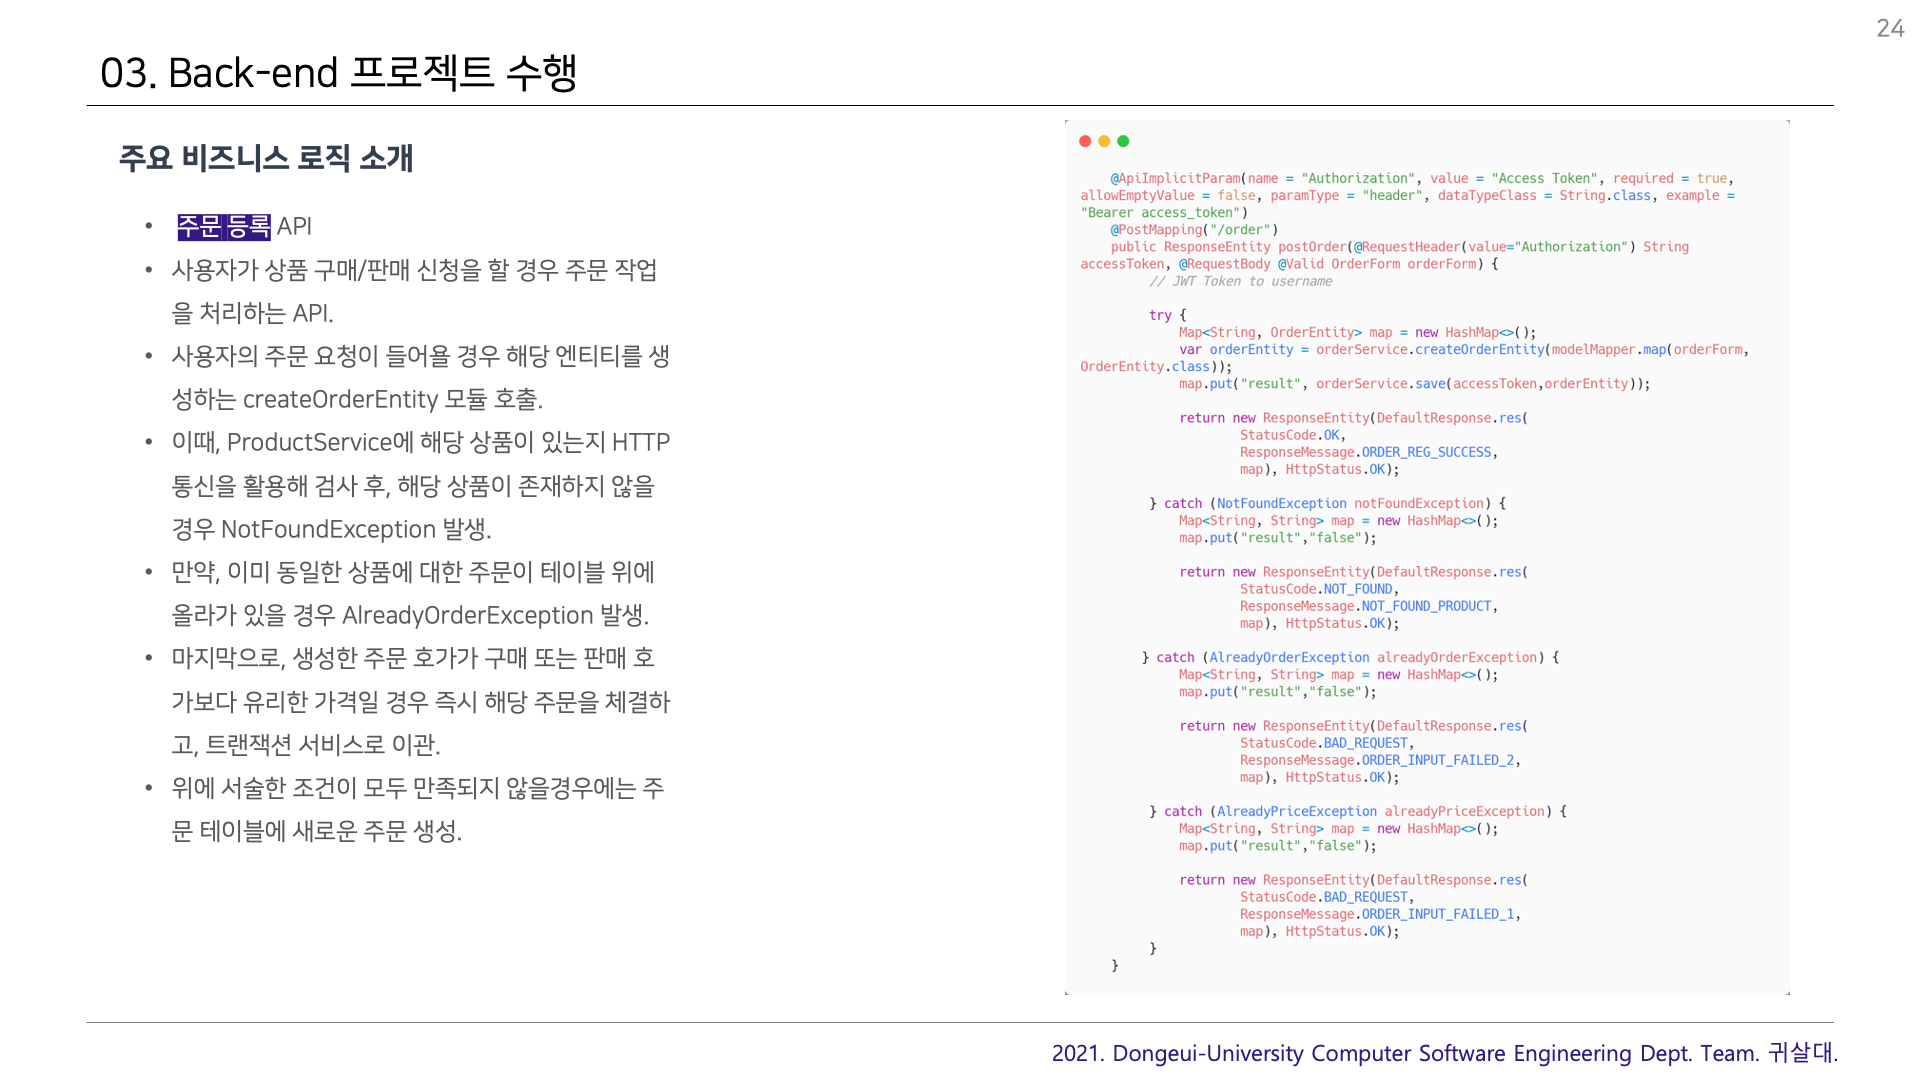 24
03. Back-end 프로젝트 수행
주요 비즈니스 로직 소개
• 주문 등록 API
• 사용자가 상품 구매/판매 신청을 할 경우 주문 작업
을 처리하는 API.
• 사용자의 주문 요청이 들어욜 경우 해당 엔티티를 생
성하는 createOrderEntity 모듈 호출.
• 이때, ProductService에 해당 상품이 있는지 HTTP
통신을 활용해 검사 후, 해당 상품이 존재하지 않을
경우 NotFoundException 발생.
• 만약, 이미 동일한 상품에 대한 주문이 테이블 위에
올라가 있을 경우 AlreadyOrderException 발생.
• 마지막으로, 생성한 주문 호가가 구매 또는 판매 호
가보다 유리한 가격일 경우 즉시 해당 주문을 체결하
고, 트랜잭션 서비스로 이관.
• 위에 서술한 조건이 모두 만족되지 않을경우에는 주
문 테이블에 새로운 주문 생성.
@ApiImplicitParam(name = "Authorization", value = "Access Token", required = true,
allowEmptyValue = false, paramType = "header", dataTypeClass = String.class, example =
"Bearer access_token")
@PostMapping("/order")
public ResponseEntity postOrder(@RequestHeader(value="Authorization") String
accessToken, @RequestBody @Valid OrderForm orderForm) {
// JWT Token to username
try {
Map<String, OrderEntity> map = new HashMap<>();
var orderEntity = orderService.createOrderEntity(modelMapper.map(orderForm,
OrderEntity.class));
map.put("result", orderService.save(accessToken,orderEntity));
return new ResponseEntity(DefaultResponse.res(
StatusCode.OK,
ResponseMessage.ORDER_REG_SUCCESS,
map), HttpStatus.OK);
} catch (NotFoundException notFoundException) {
Map<String, String> map = new HashMap<>();
map.put("result","false");
return new ResponseEntity(DefaultResponse.res(
StatusCode.NOT_FOUND,
ResponseMessage.NOT_FOUND_PRODUCT,
map), HttpStatus.OK);
} catch (AlreadyOrderException alreadyOrderException) {
Map<String, String> map = new HashMap<>();
map.put("result","false");
return new ResponseEntity(DefaultResponse.res(
StatusCode.BAD_REQUEST,
ResponseMessage.ORDER_INPUT_FAILED_2,
map), HttpStatus.OK);
} catch (AlreadyPriceException alreadyPriceException) {
Map<String, String> map = new HashMap<>();
map.put("result","false");
return new ResponseEntity(DefaultResponse.res(
StatusCode.BAD_REQUEST,
ResponseMessage.ORDER_INPUT_FAILED_1,
map), HttpStatus.OK);
}
}
2021. Dongeui-University Computer Software Engineering Dept. Team. 귀살대.